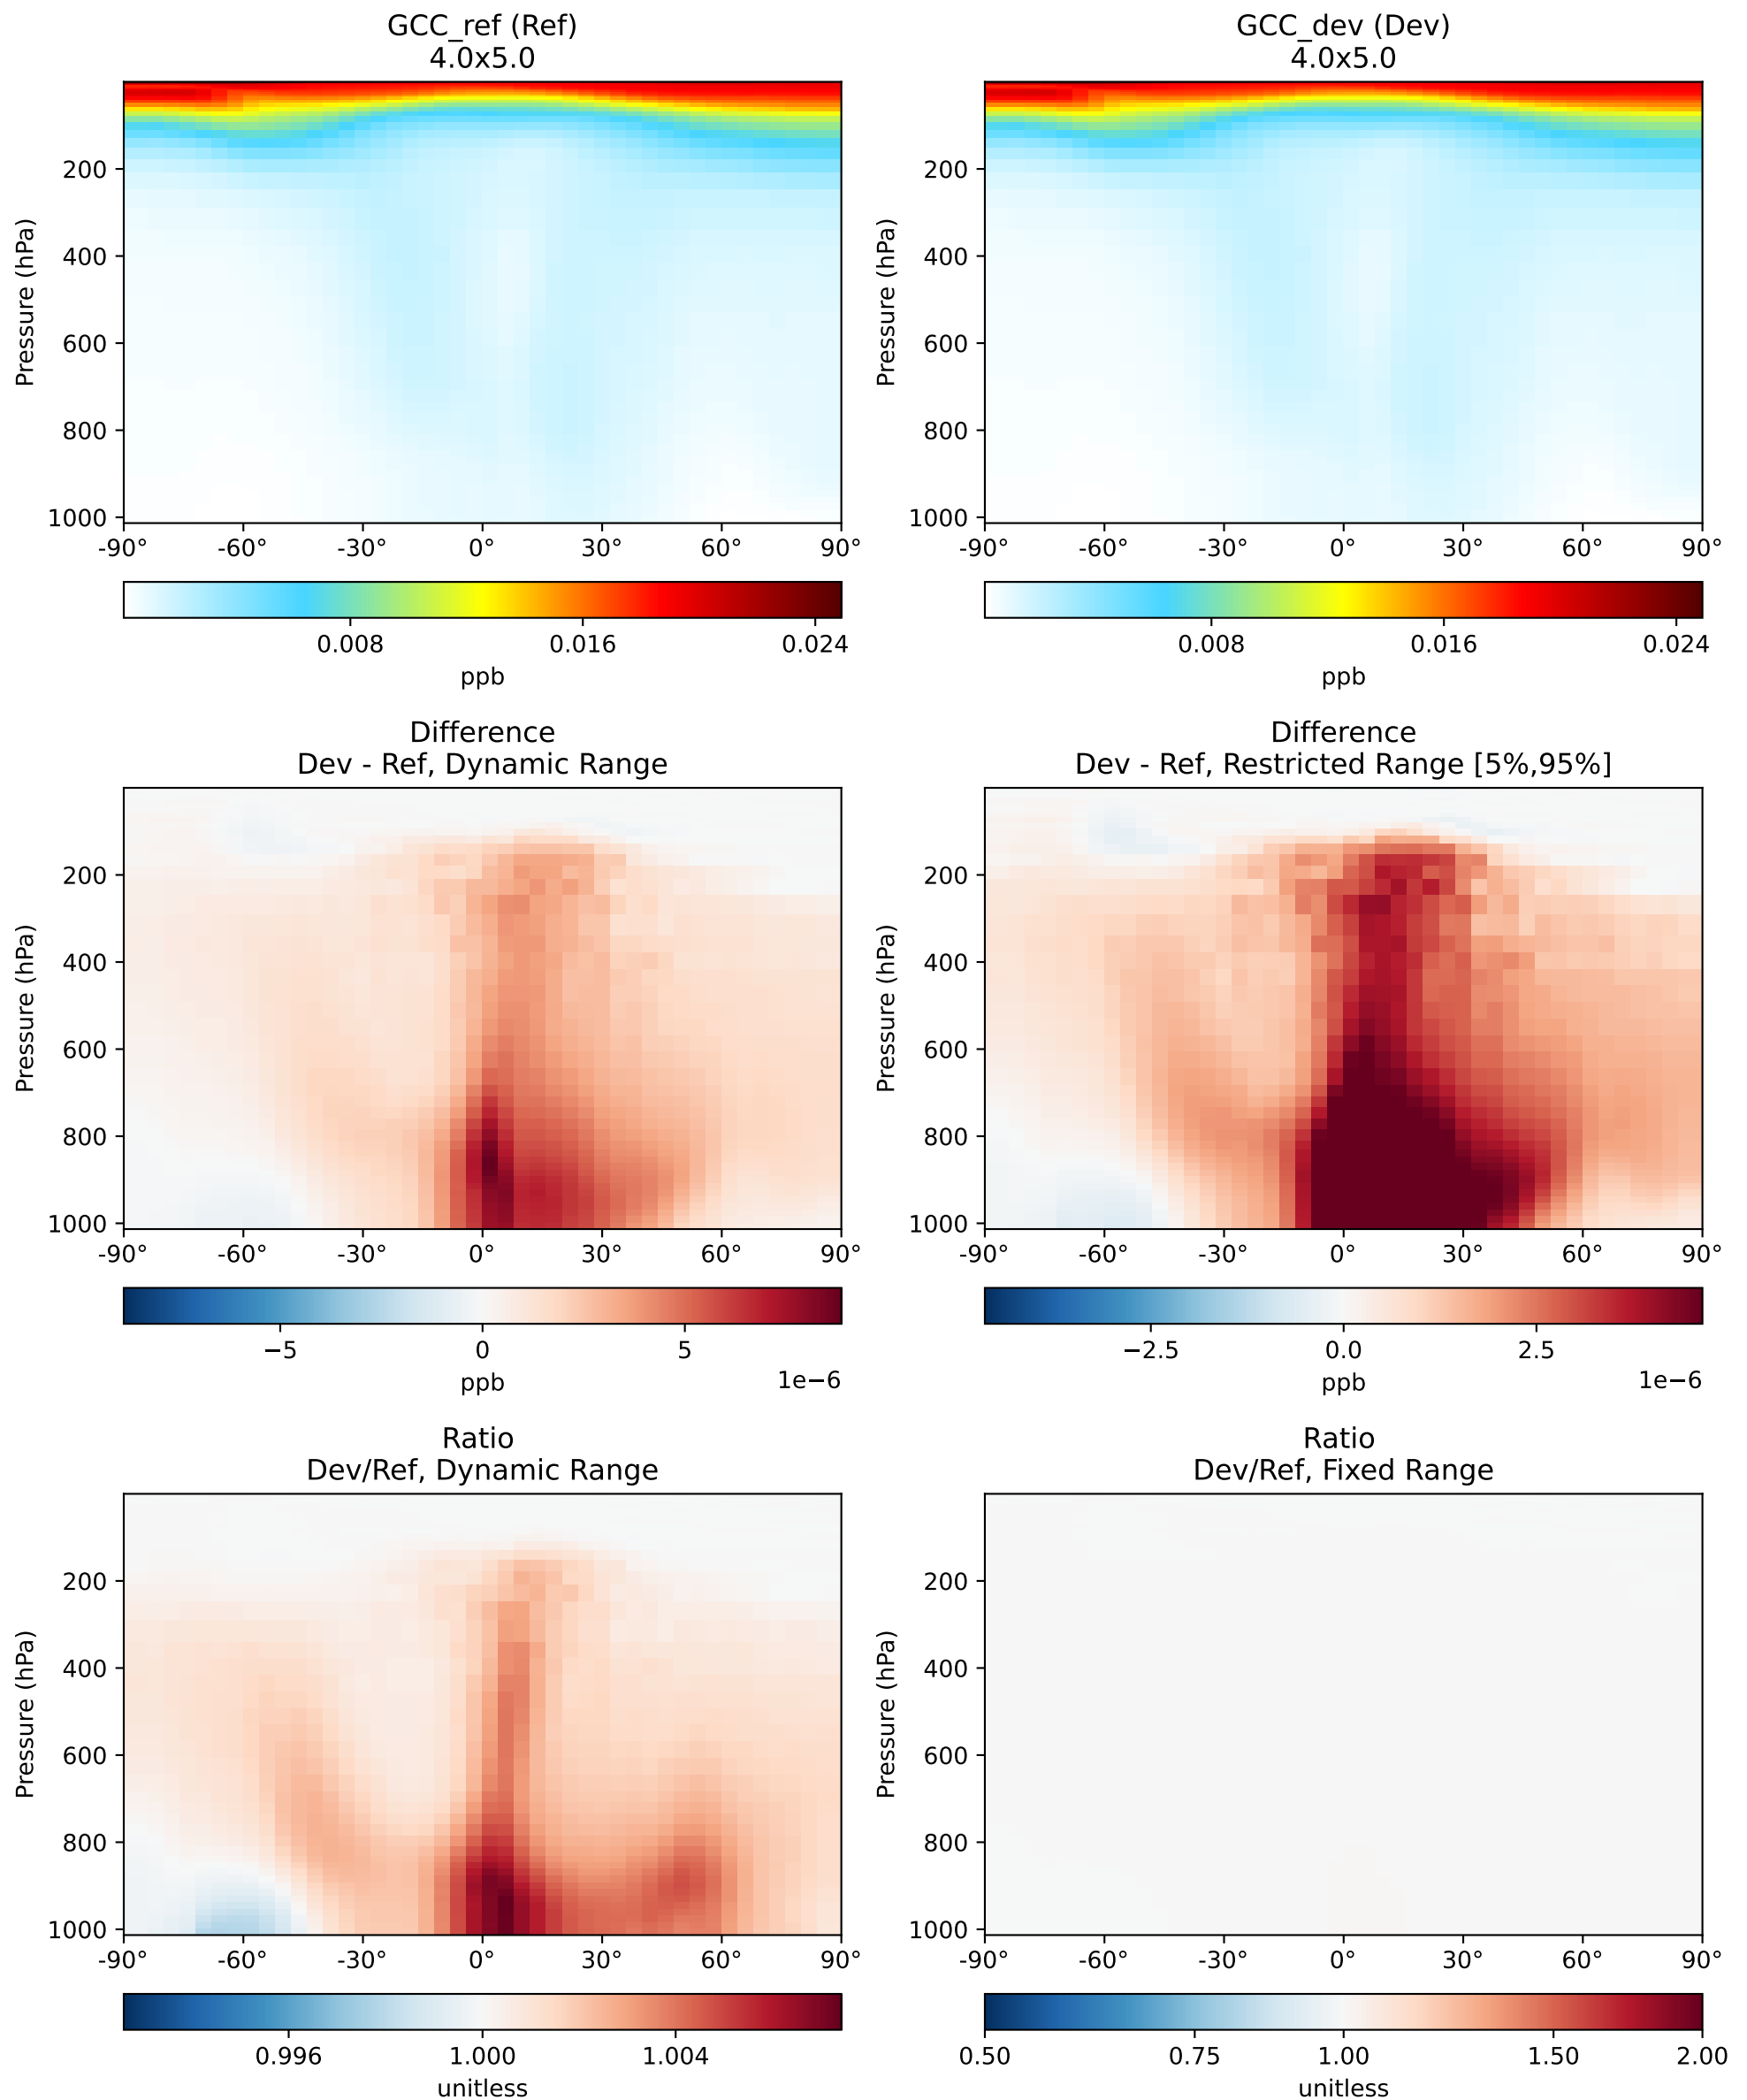 GCC_ref (Ref)
4.0x5.0
Pressure (hPa)
200
400
600
800
1000
-90° -60° -30° 0° 30° 60° 90°
0.008 0.016 0.024
ppb
GCC_dev (Dev)
4.0x5.0
Pressure (hPa)
200
400
600
800
1000
-90° -60° -30° 0° 30° 60° 90°
0.008 0.016 0.024
ppb
Difference
Dev - Ref, Dynamic Range
Pressure (hPa)
200
400
600
800
1000
-90° -60° -30° 0° 30° 60° 90°
−5 0 5
ppb 1e−6
Difference
Dev - Ref, Restricted Range [5%,95%]
Pressure (hPa)
200
400
600
800
1000
-90° -60° -30° 0° 30° 60° 90°
−2.5 0.0 2.5
ppb 1e−6
Ratio
Dev/Ref, Dynamic Range
Pressure (hPa)
200
400
600
800
1000
-90° -60° -30° 0° 30° 60° 90°
0.996 1.000 1.004
unitless
Ratio
Dev/Ref, Fixed Range
Pressure (hPa)
200
400
600
800
1000
-90° -60° -30° 0° 30° 60° 90°
0.50 0.75 1.00 1.50 2.00
unitless